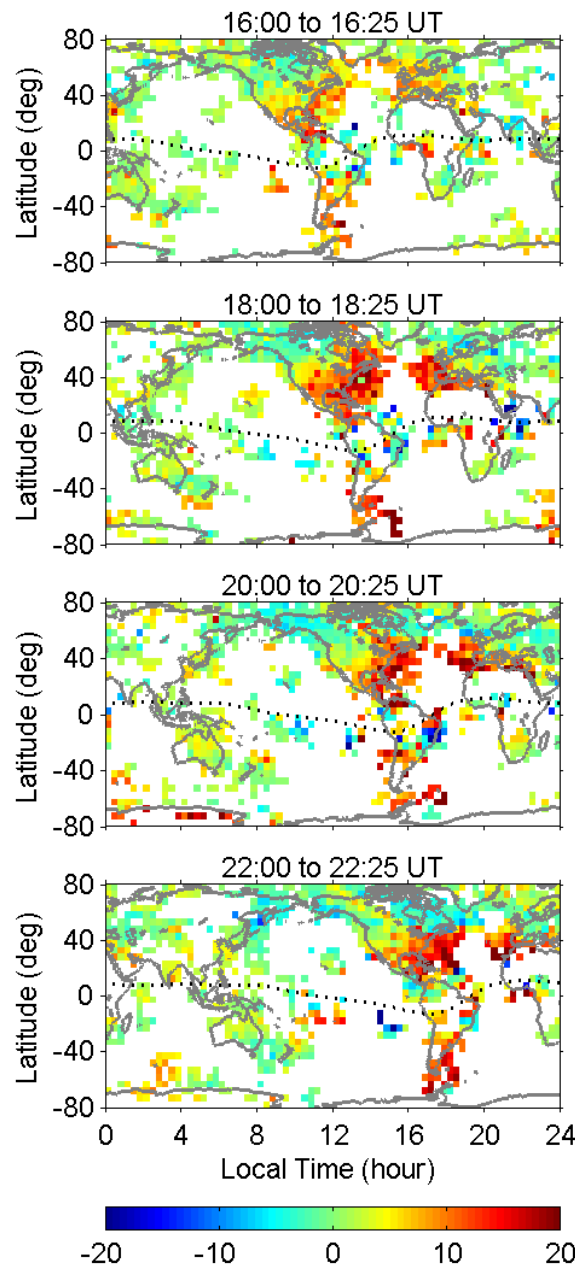 16:00 to 16:25 UT
80
40
0
-40
-80
Latitude (deg)
18:00 to 18:25 UT
80
40
0
-40
-80
Latitude (deg)
20:00 to 20:25 UT
80
40
0
-40
-80
Latitude (deg)
22:00 to 22:25 UT
80
40
0
-40
-80
Latitude (deg)
0 4 8 12 16 20 24
Local Time (hour)
-20 -10 0 10 20